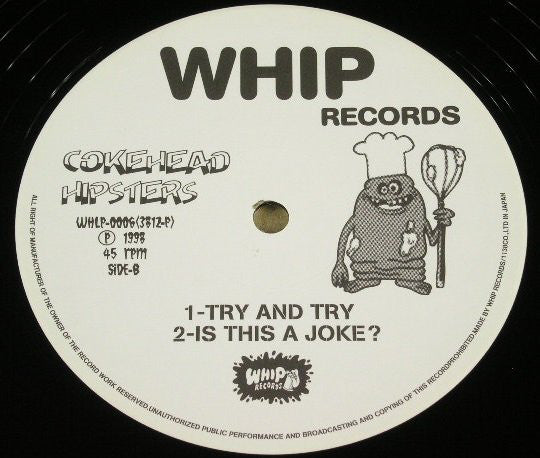 WHIP
RECORDS
COKEHEAD
HIPSTERS
WHLP-0006(3812-P)
Ⓟ 1998
45 rpm
SIDE-B
1-TRY AND TRY
2-IS THIS A JOKE?
WHIP
RECORDS
ALL RIGHT OF MANUFACTURER OF THE OWNER OF THE RECORD WORK RESERVED.UNAUTHORIZED PUBLIC PERFORMANCE AND BROADCASTING AND COPYING OF THIS RECORDPROHIBITED.MADE BY WHIP RECORDS/1138CO.,LTD IN JAPAN